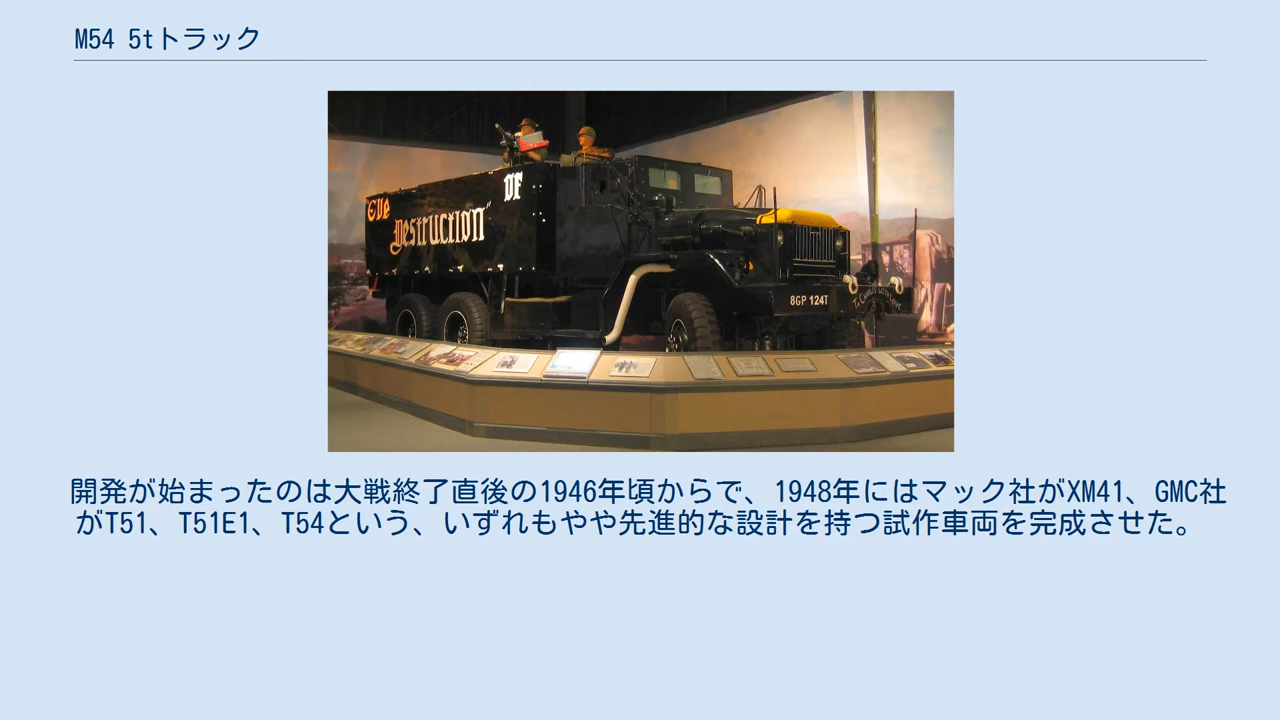 M54 5tトラック
"Eve
OF
Destruction"
8GP 124T
開発が始まったのは大戦終了直後の1946年頃からで、1948年にはマック社がXM41、GMC社
がT51、T51E1、T54という、いずれもやや先進的な設計を持つ試作車両を完成させた。